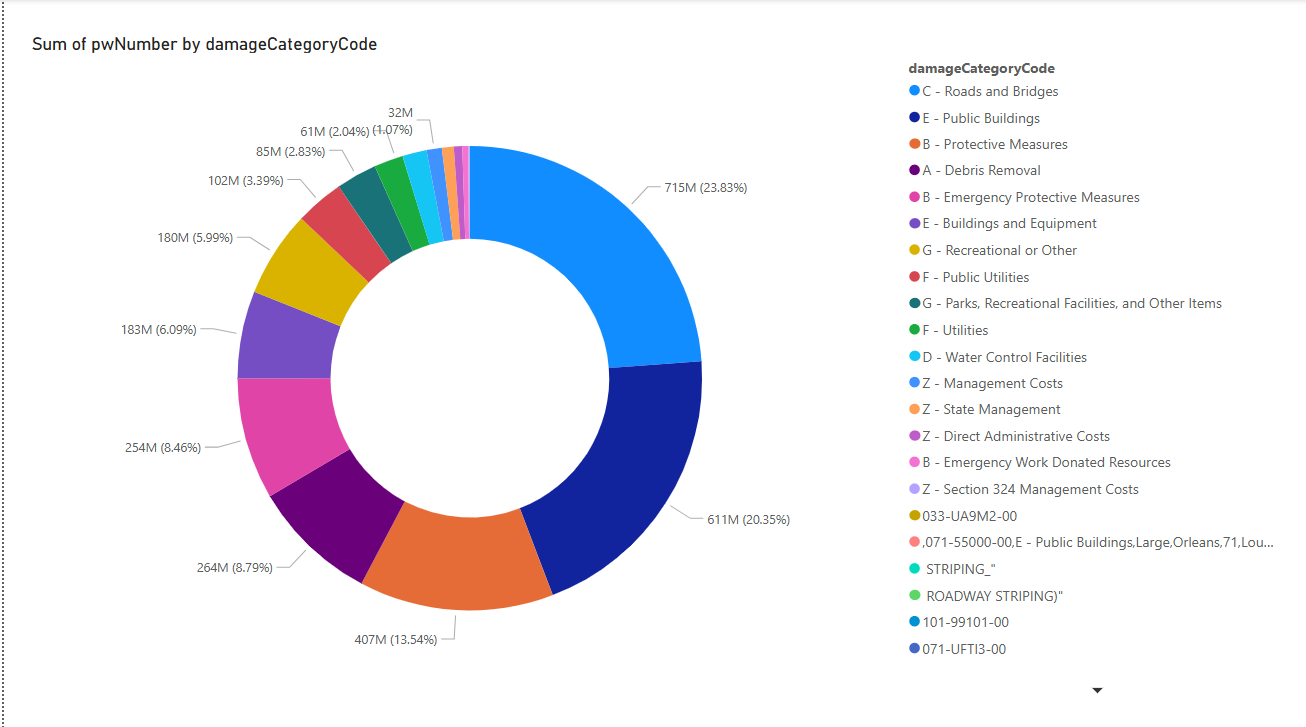 Sum of pwNumber by damageCategoryCode
32M
(1.07%)
61M (2.04%)
85M (2.83%)
102M (3.39%)
180M (5.99%)
183M (6.09%)
254M (8.46%)
264M (8.79%)
407M (13.54%)
611M (20.35%)
715M (23.83%)
damageCategoryCode
C - Roads and Bridges
E - Public Buildings
B - Protective Measures
A - Debris Removal
B - Emergency Protective Measures
E - Buildings and Equipment
G - Recreational or Other
F - Public Utilities
G - Parks, Recreational Facilities, and Other Items
F - Utilities
D - Water Control Facilities
Z - Management Costs
Z - State Management
Z - Direct Administrative Costs
B - Emergency Work Donated Resources
Z - Section 324 Management Costs
033-UA9M2-00
,071-55000-00,E - Public Buildings,Large,Orleans,71,Lou...
STRIPING_"
ROADWAY STRIPING)"
101-99101-00
071-UFTI3-00